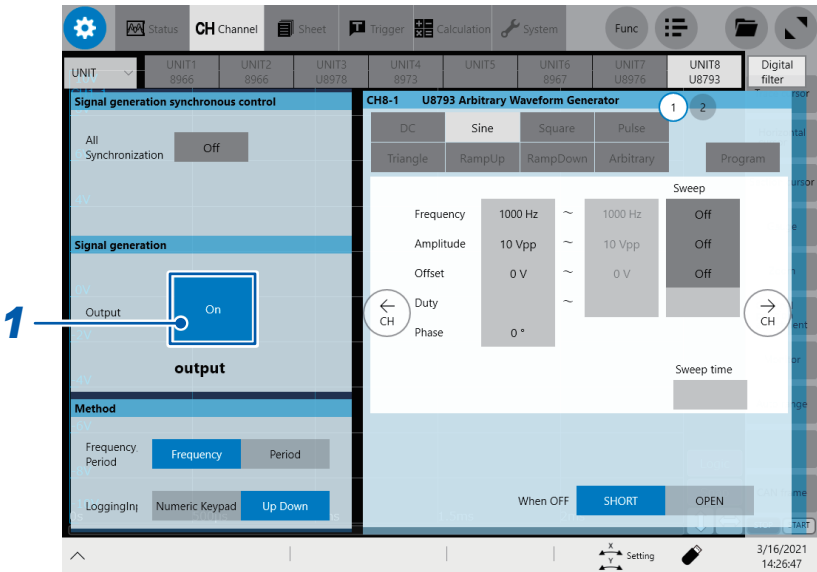 Status CH Channel Sheet Trigger Calculation System Func
UNIT UNIT1 UNIT2 UNIT3 UNIT4 UNIT5 UNIT6 UNIT7 UNIT8 Digital
8966 8966 U8978 8973 8967 U8976 U8793 filter
Signal generation synchronous control
All
Synchronization
Off
CH8-1 U8793 Arbitrary Waveform Generator
1 2
DC Sine Square Pulse
Triangle RampUp RampDown Arbitrary Program
Sweep
Frequency 1000 Hz ~ 1000 Hz Off
Amplitude 10 Vpp ~ 10 Vpp Off
Offset 0 V ~ 0 V Off
Duty ~
Phase 0 °
Sweep time
← CH
→ CH
When OFF SHORT OPEN
Signal generation
1
Output On
output
Method
Frequency
Period
Frequency Period
LoggingIn Numeric Keypad Up Down
X
Y
Setting
3/16/2021
14:26:47